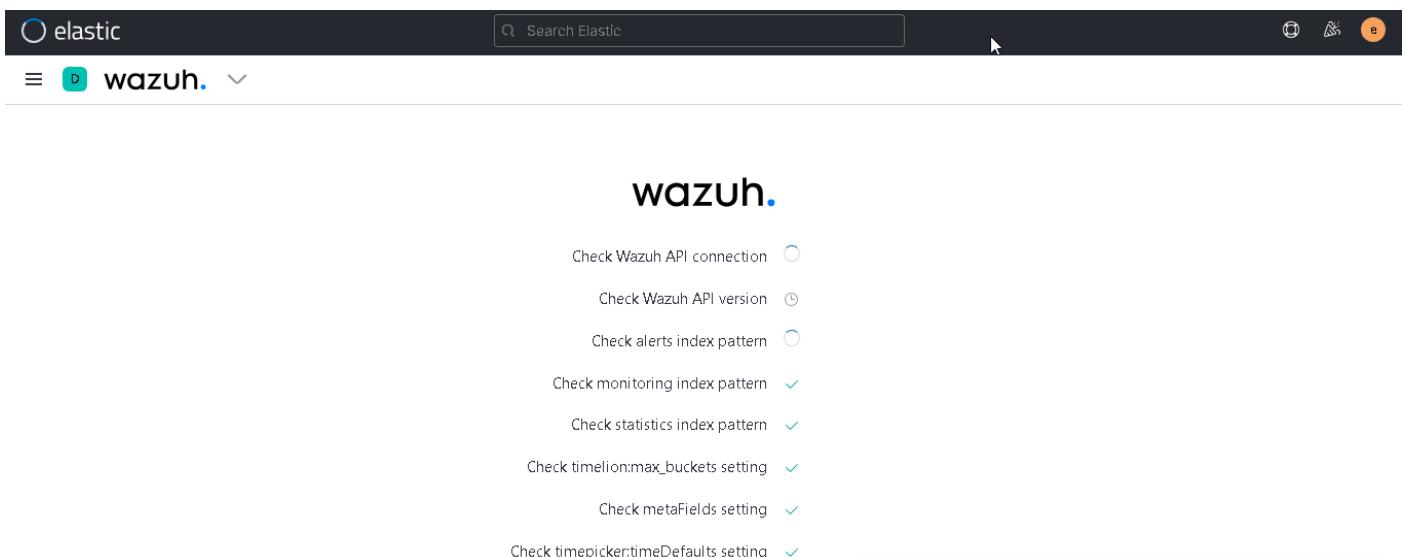 elastic Search Elastic e
D wazuh.
wazuh.
Check Wazuh API connection
Check Wazuh API version
Check alerts index pattern
Check monitoring index pattern
Check statistics index pattern
Check timelion:max_buckets setting
Check metaFields setting
Check timepicker:timeDefaults setting